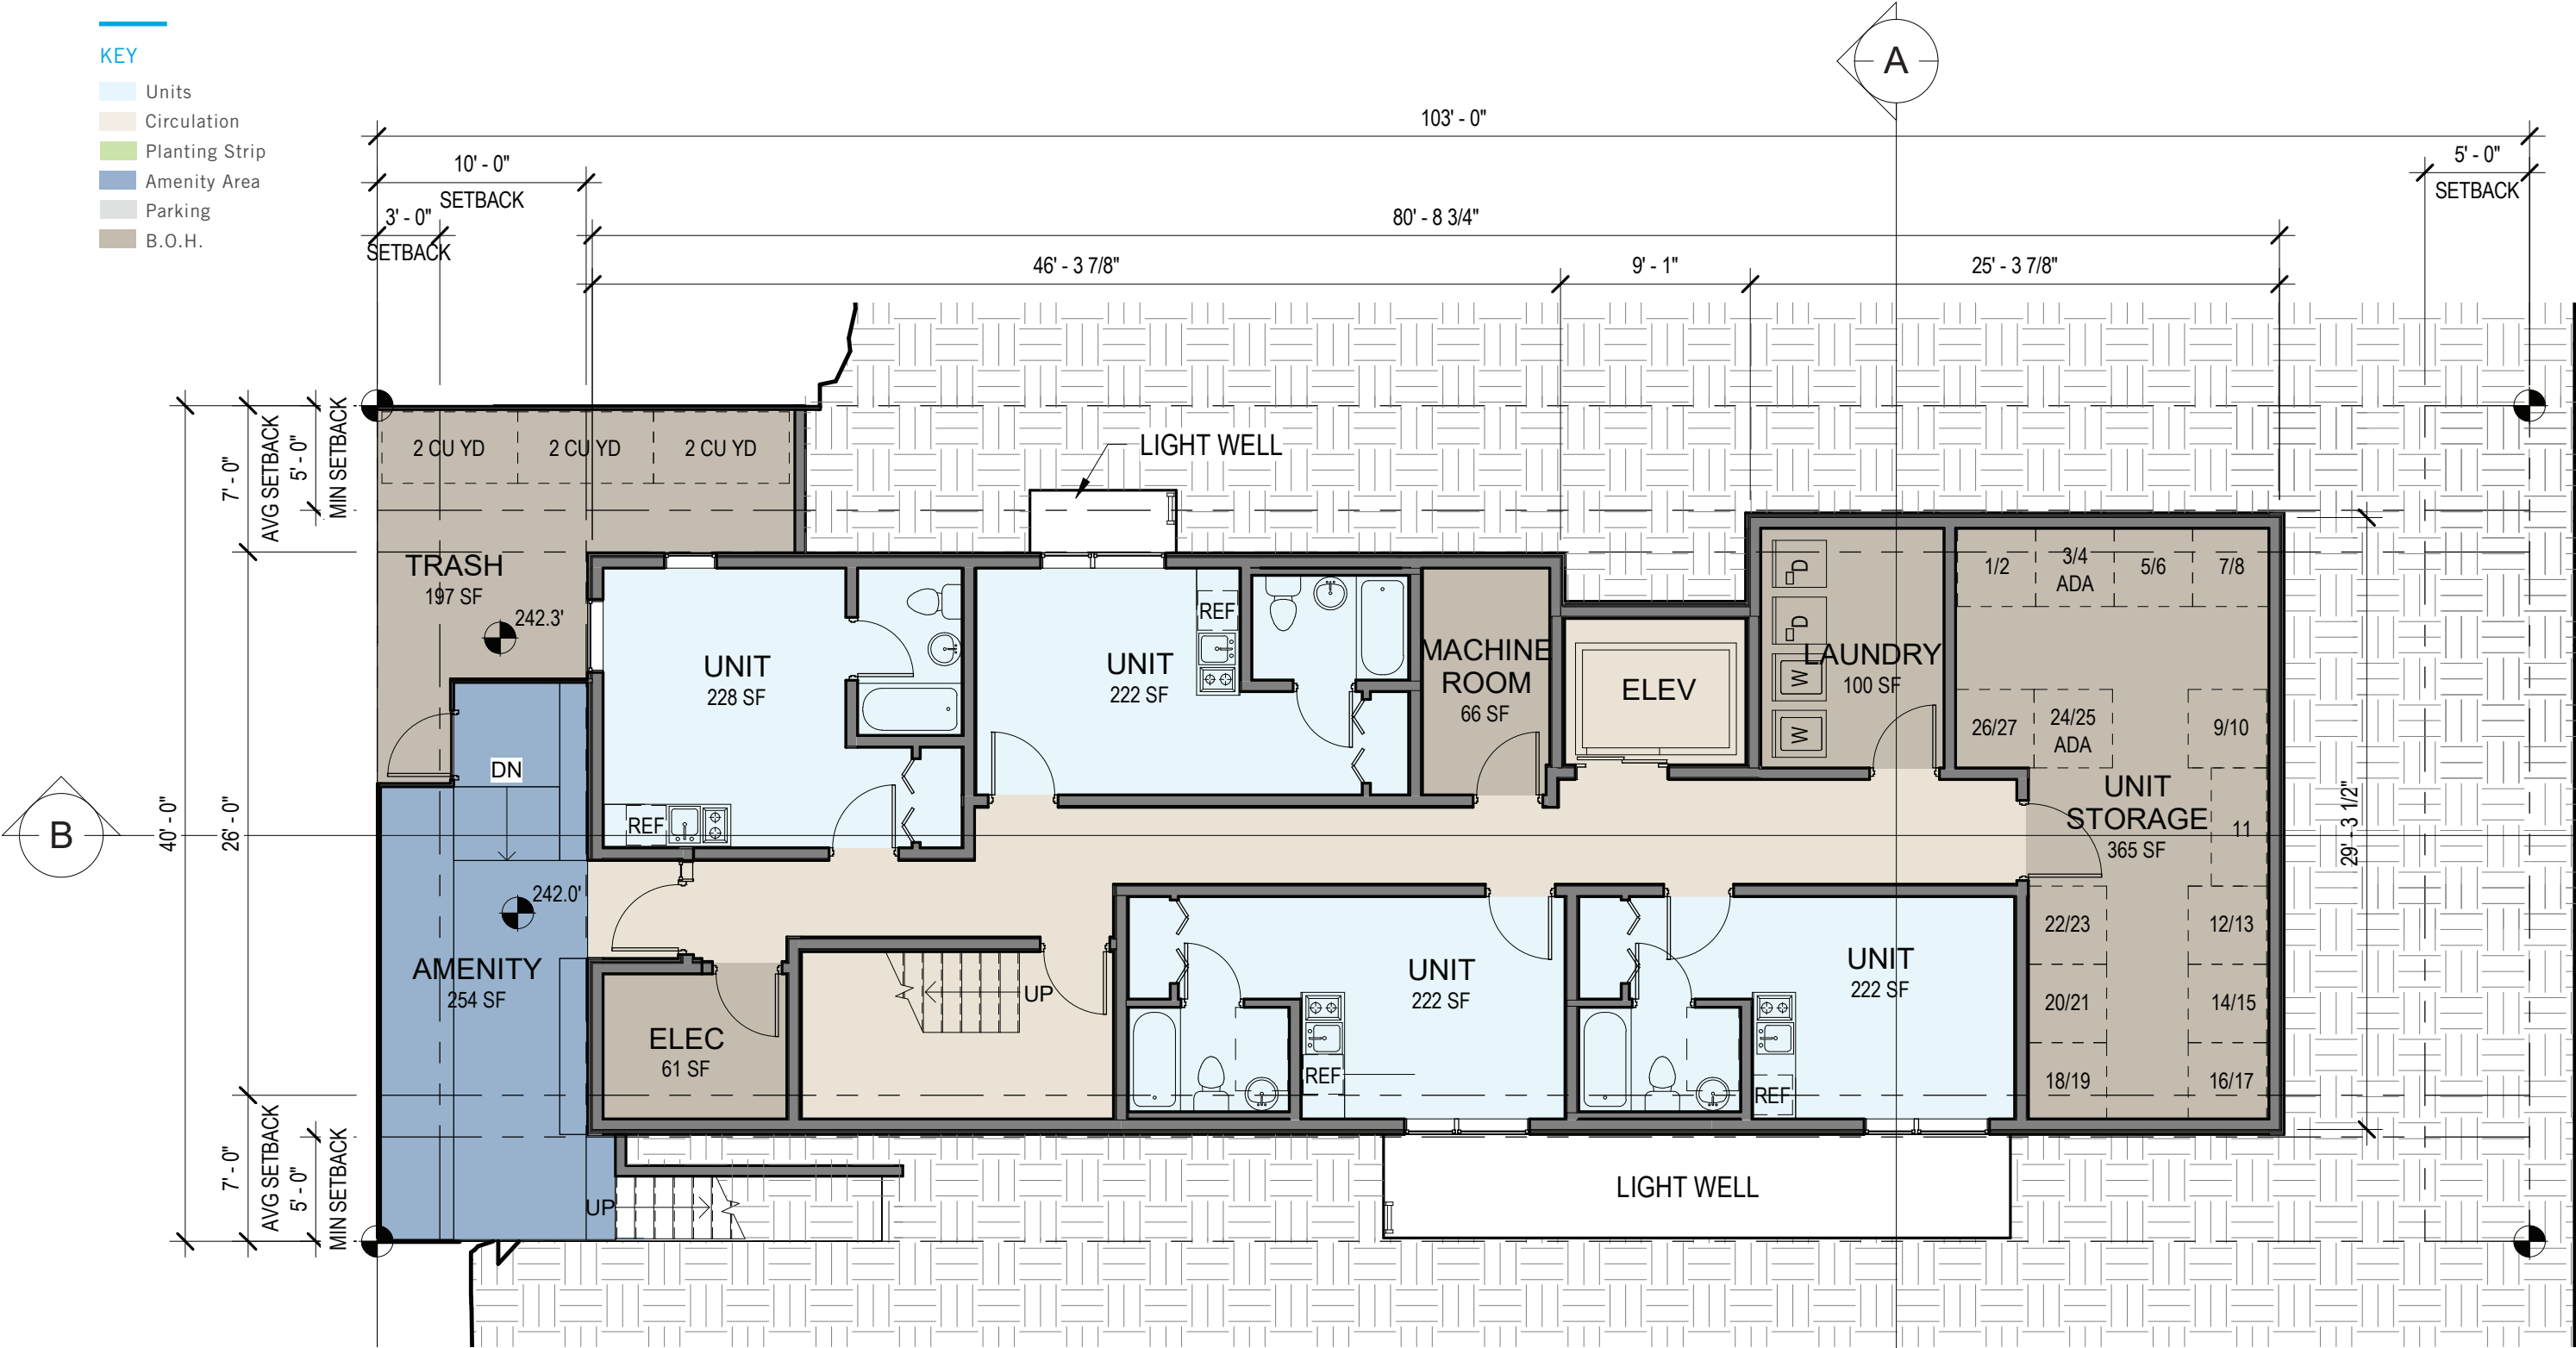 KEY
Units
Circulation
Planting Strip
Amenity Area
Parking
B.O.H.
A
103' - 0"
10' - 0"
SETBACK
5' - 0"
SETBACK
3' - 0"
SETBACK
80' - 8 3/4"
46' - 3 7/8"
9' - 1"
25' - 3 7/8"
40' - 0"
7' - 0"
AVG SETBACK
5' - 0"
MIN SETBACK
26' - 0"
7' - 0"
AVG SETBACK
5' - 0"
MIN SETBACK
29' - 3 1/2"
B
2 CU YD
2 CU YD
2 CU YD
LIGHT WELL
TRASH
197 SF
242.3'
UNIT
228 SF
REF
UNIT
222 SF
REF
MACHINE
ROOM
66 SF
ELEV
LAUNDRY
100 SF
D
D
W
W
1/2
3/4
ADA
5/6
7/8
26/27
24/25
ADA
9/10
UNIT
STORAGE
365 SF
11
22/23
12/13
20/21
14/15
18/19
16/17
DN
242.0'
AMENITY
254 SF
ELEC
61 SF
UP
UNIT
222 SF
REF
UNIT
222 SF
REF
UP
LIGHT WELL